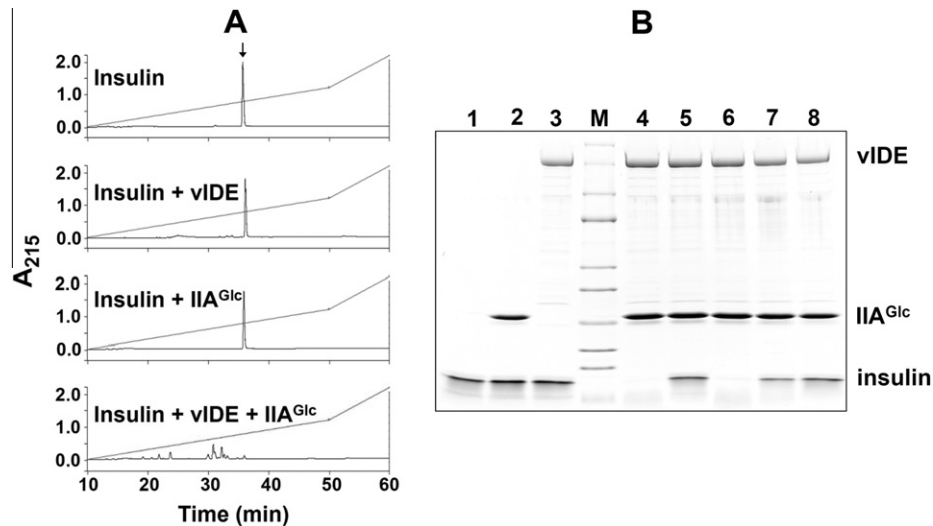 A
A₂₁₅
2.0
Insulin
1.0
0.0
2.0
Insulin + vIDE
1.0
0.0
2.0
Insulin + IIAᴳˡᶜ
1.0
0.0
2.0
Insulin + vIDE + IIAᴳˡᶜ
1.0
0.0
10 20 30 40 50 60
Time (min)
B
1 2 3 M 4 5 6 7 8
vIDE
IIAᴳˡᶜ
insulin